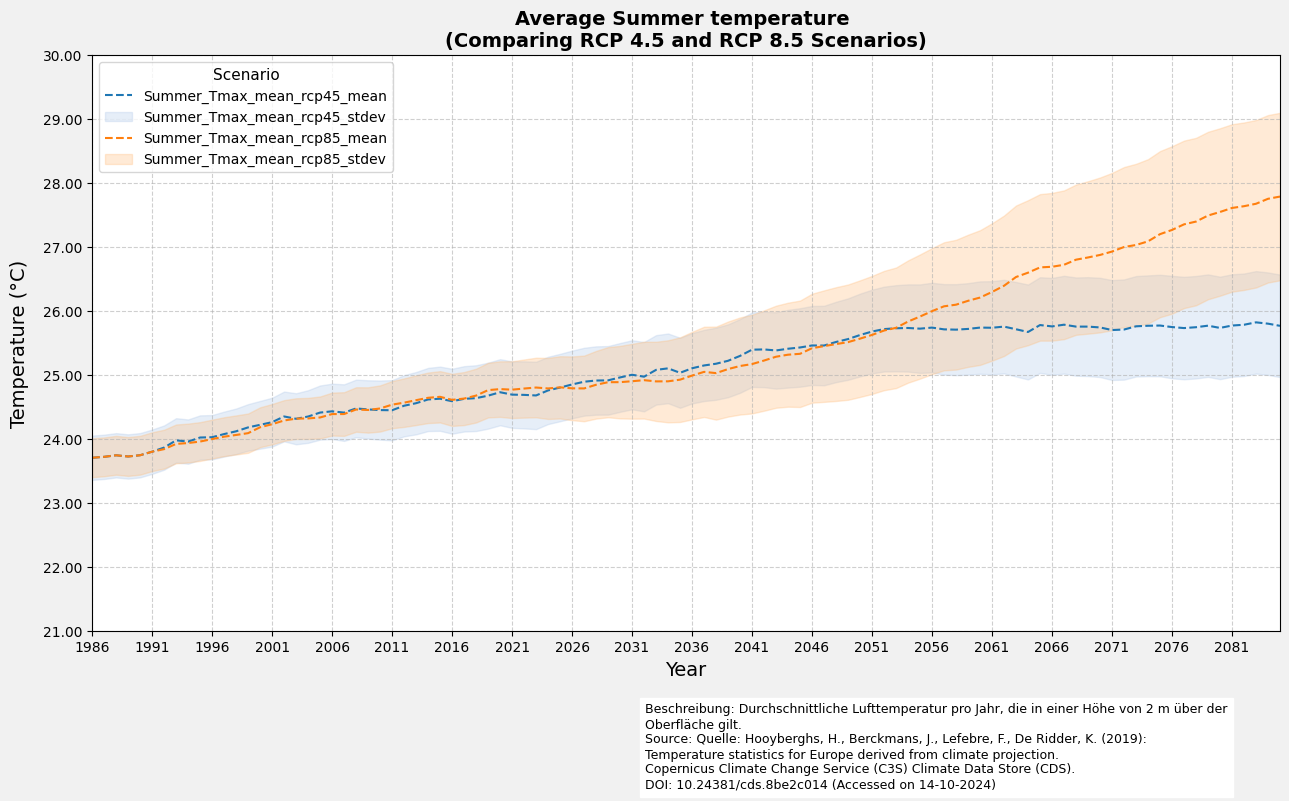 Average Summer temperature
(Comparing RCP 4.5 and RCP 8.5 Scenarios)
Scenario
Summer_Tmax_mean_rcp45_mean
Summer_Tmax_mean_rcp45_stdev
Summer_Tmax_mean_rcp85_mean
Summer_Tmax_mean_rcp85_stdev
Temperature (°C)
30.00
29.00
28.00
27.00
26.00
25.00
24.00
23.00
22.00
21.00
1986 1991 1996 2001 2006 2011 2016 2021 2026 2031 2036 2041 2046 2051 2056 2061 2066 2071 2076 2081
Year
Beschreibung: Durchschnittliche Lufttemperatur pro Jahr, die in einer Höhe von 2 m über der
Oberfläche gilt.
Source: Quelle: Hooyberghs, H., Berckmans, J., Lefebre, F., De Ridder, K. (2019):
Temperature statistics for Europe derived from climate projection.
Copernicus Climate Change Service (C3S) Climate Data Store (CDS).
DOI: 10.24381/cds.8be2c014 (Accessed on 14-10-2024)